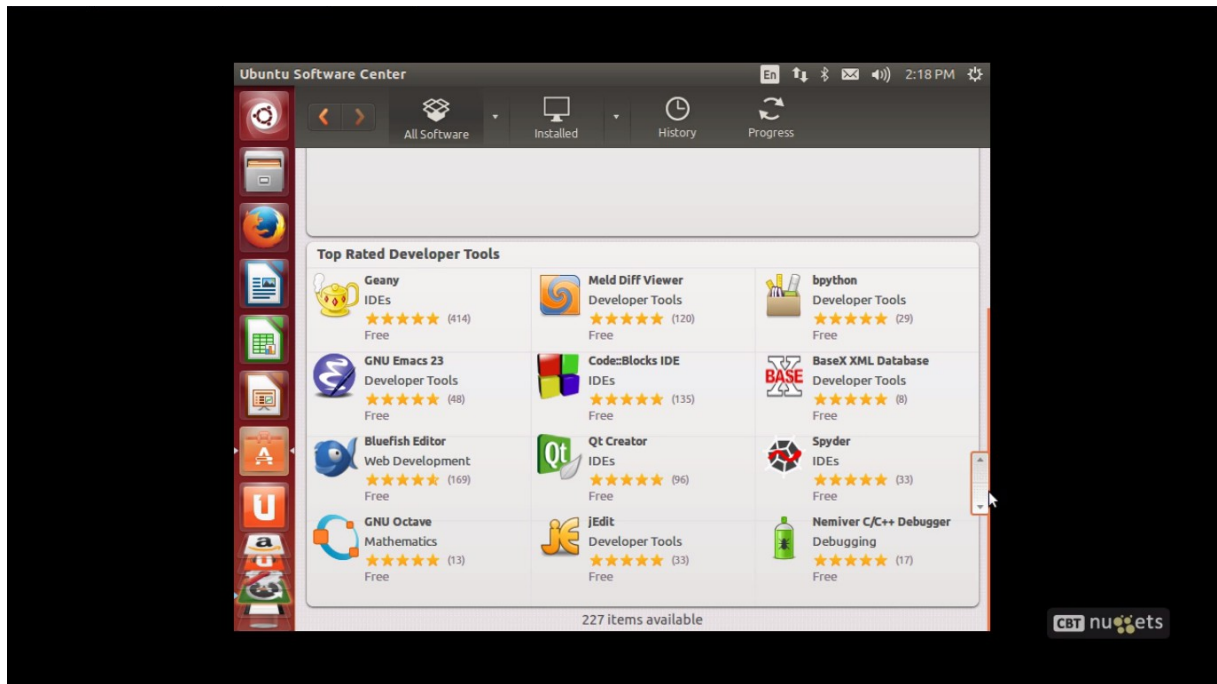 Ubuntu Software Center
En
2:18 PM
All Software
Installed
History
Progress
Top Rated Developer Tools
Geany
IDEs
(414)
Free
Meld Diff Viewer
Developer Tools
(120)
Free
bpython
Developer Tools
(29)
Free
GNU Emacs 23
Developer Tools
(48)
Free
Code::Blocks IDE
IDEs
(135)
Free
BASE
BaseX XML Database
Developer Tools
(8)
Free
Bluefish Editor
Web Development
(169)
Free
Qt
Qt Creator
IDEs
(96)
Free
Spyder
IDEs
(33)
Free
GNU Octave
Mathematics
(13)
Free
jE
jEdit
Developer Tools
(33)
Free
Nemiver C/C++ Debugger
Debugging
(17)
Free
227 items available
CBT nuggets